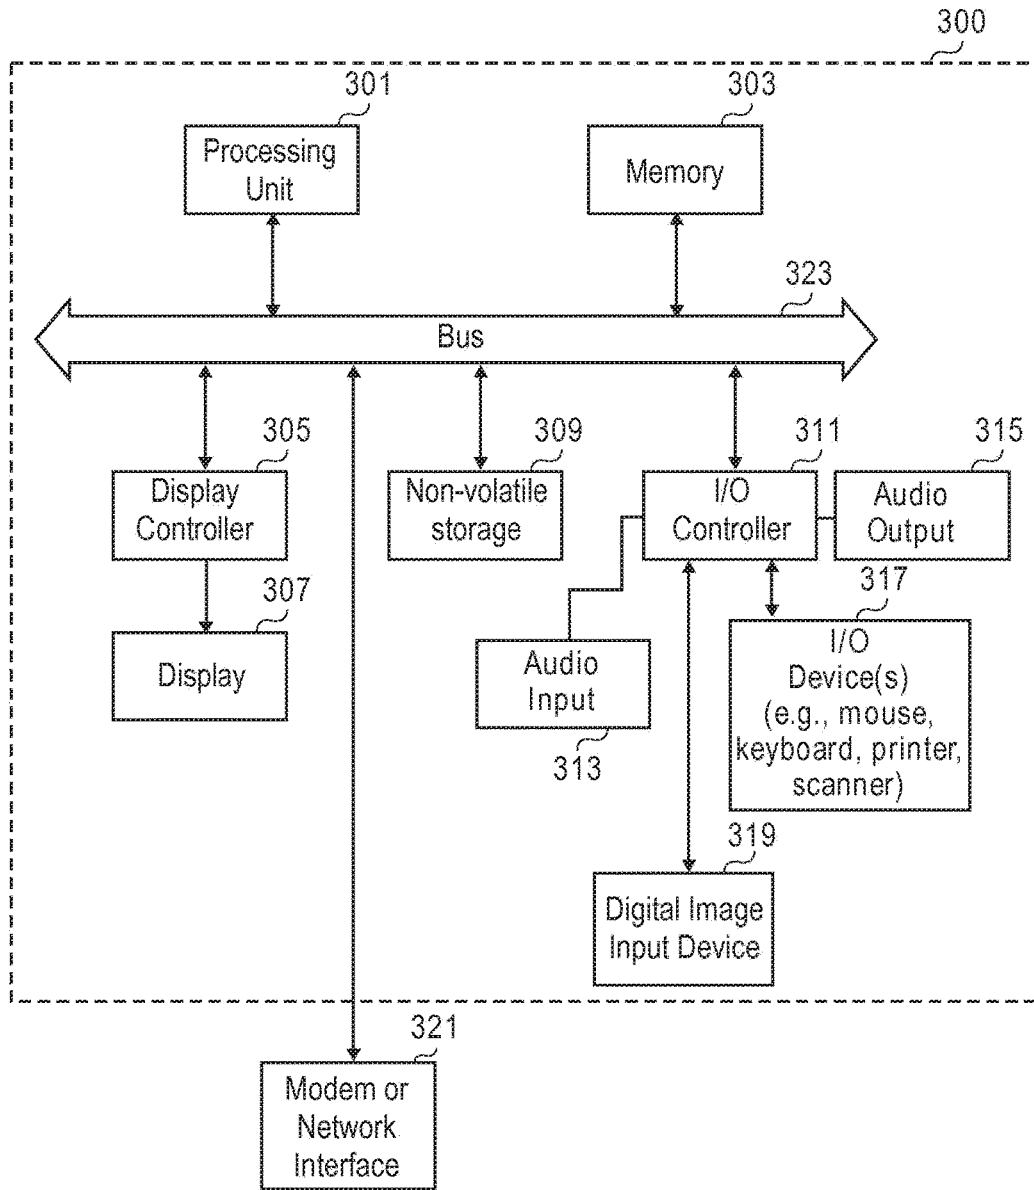 300
301
303
Processing
Unit
Memory
323
Bus
305
309
311
315
Display
Controller
Non-volatile
storage
I/O
Controller
Audio
Output
307
317
Display
Audio
Input
313
I/O
Device(s)
(e.g., mouse,
keyboard, printer,
scanner)
319
Digital Image
Input Device
321
Modem or
Network
Interface